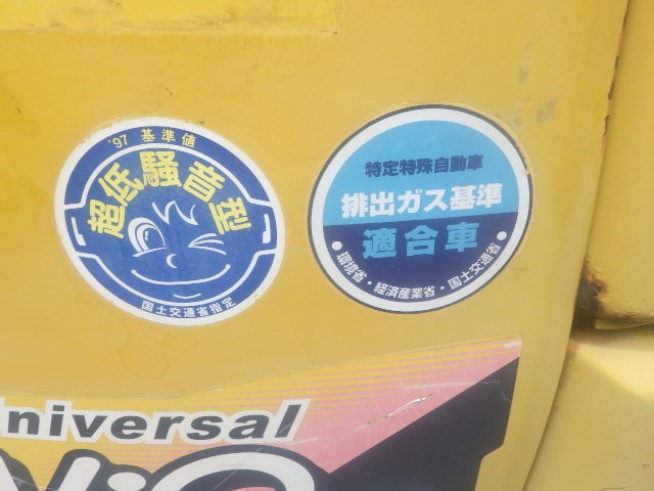 '97 基準値
超低騒音型
国土交通省指定
特定特殊自動車
排出ガス基準
適合車
●環境省・経済産業省・国土交通省●
universal